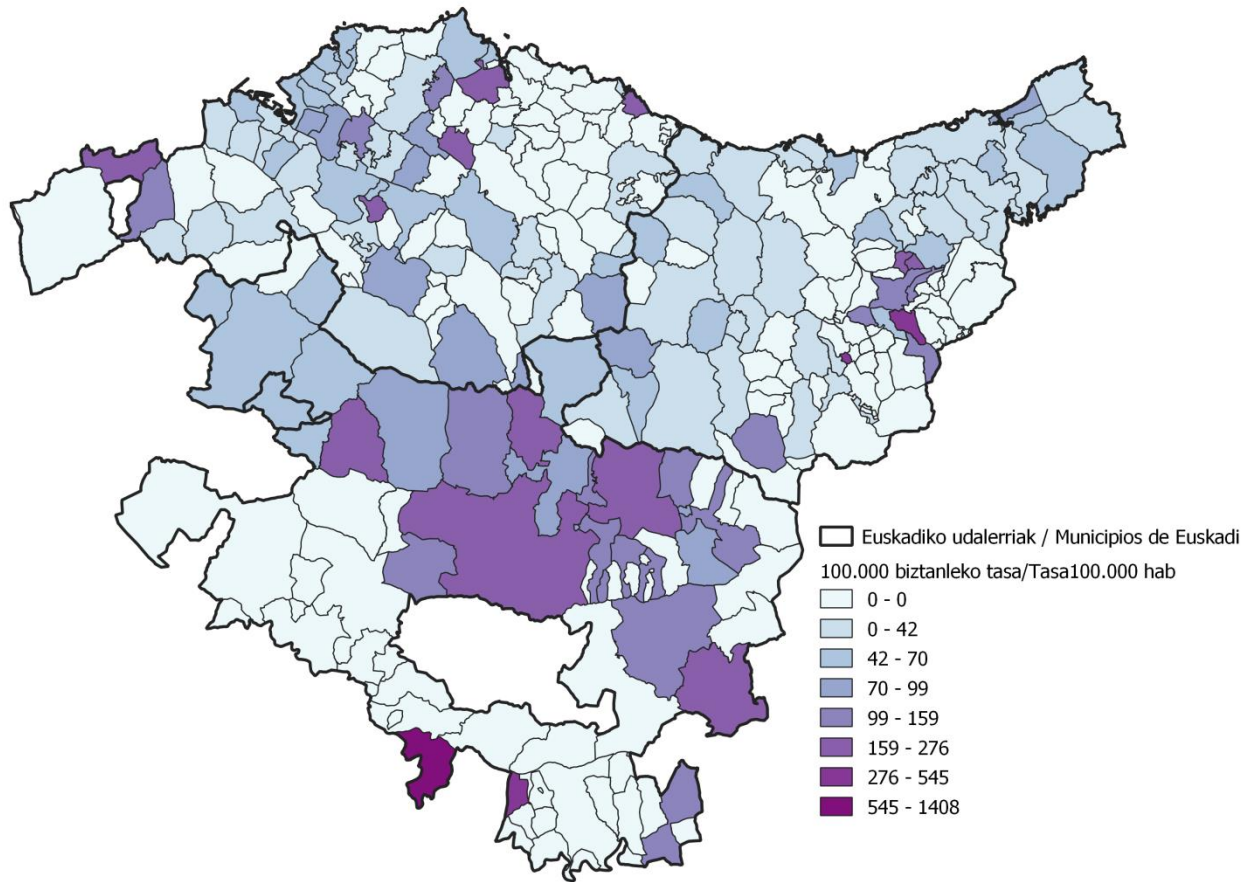 Euskadiko udalerriak / Municipios de Euskadi
100.000 biztanleko tasa/Tasa100.000 hab
0 - 0
0 - 42
42 - 70
70 - 99
99 - 159
159 - 276
276 - 545
545 - 1408